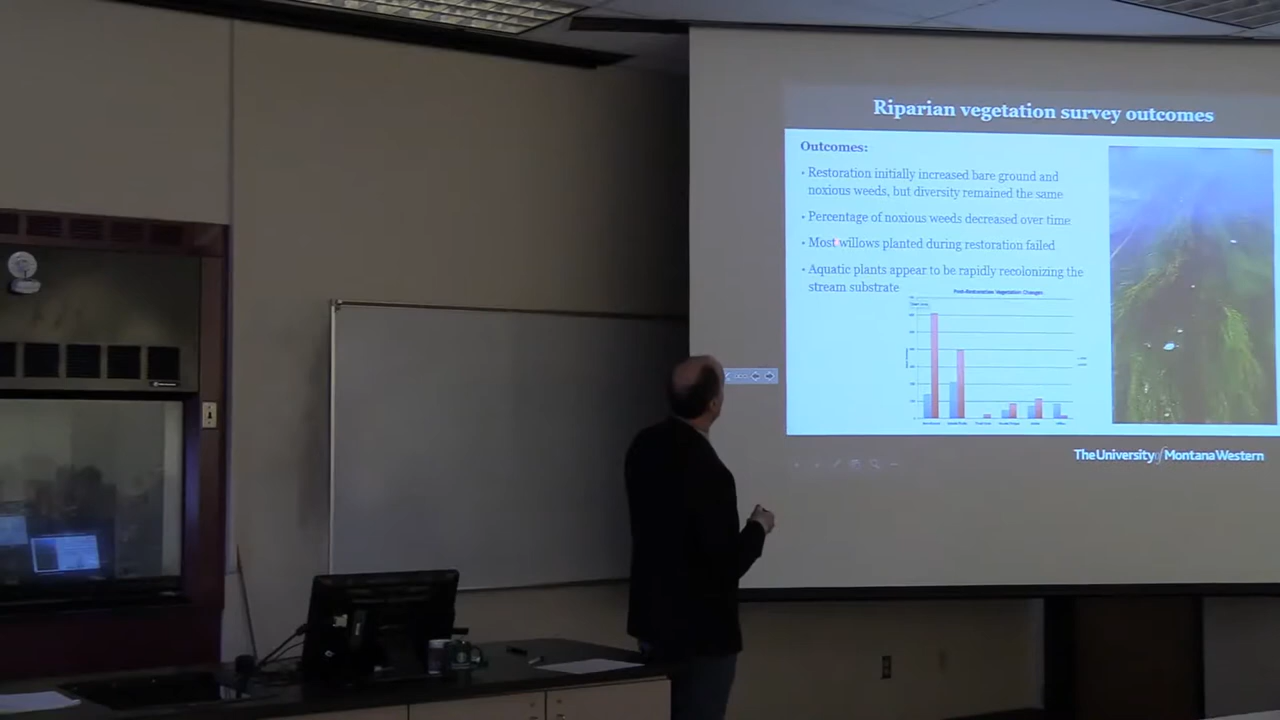 Riparian vegetation survey outcomes
Outcomes:
• Restoration initially increased bare ground and
noxious weeds, but diversity remained the same
• Percentage of noxious weeds decreased over time
• Most willows planted during restoration failed
• Aquatic plants appear to be rapidly recolonizing the
stream substrate
Post-Restoration Vegetation Changes
The University of Montana Western